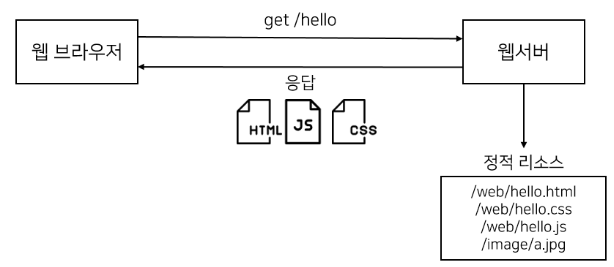 get /hello
웹 브라우저
웹서버
응답
HTML
JS
CSS
정적 리소스
/web/hello.html
/web/hello.css
/web/hello.js
/image/a.jpg